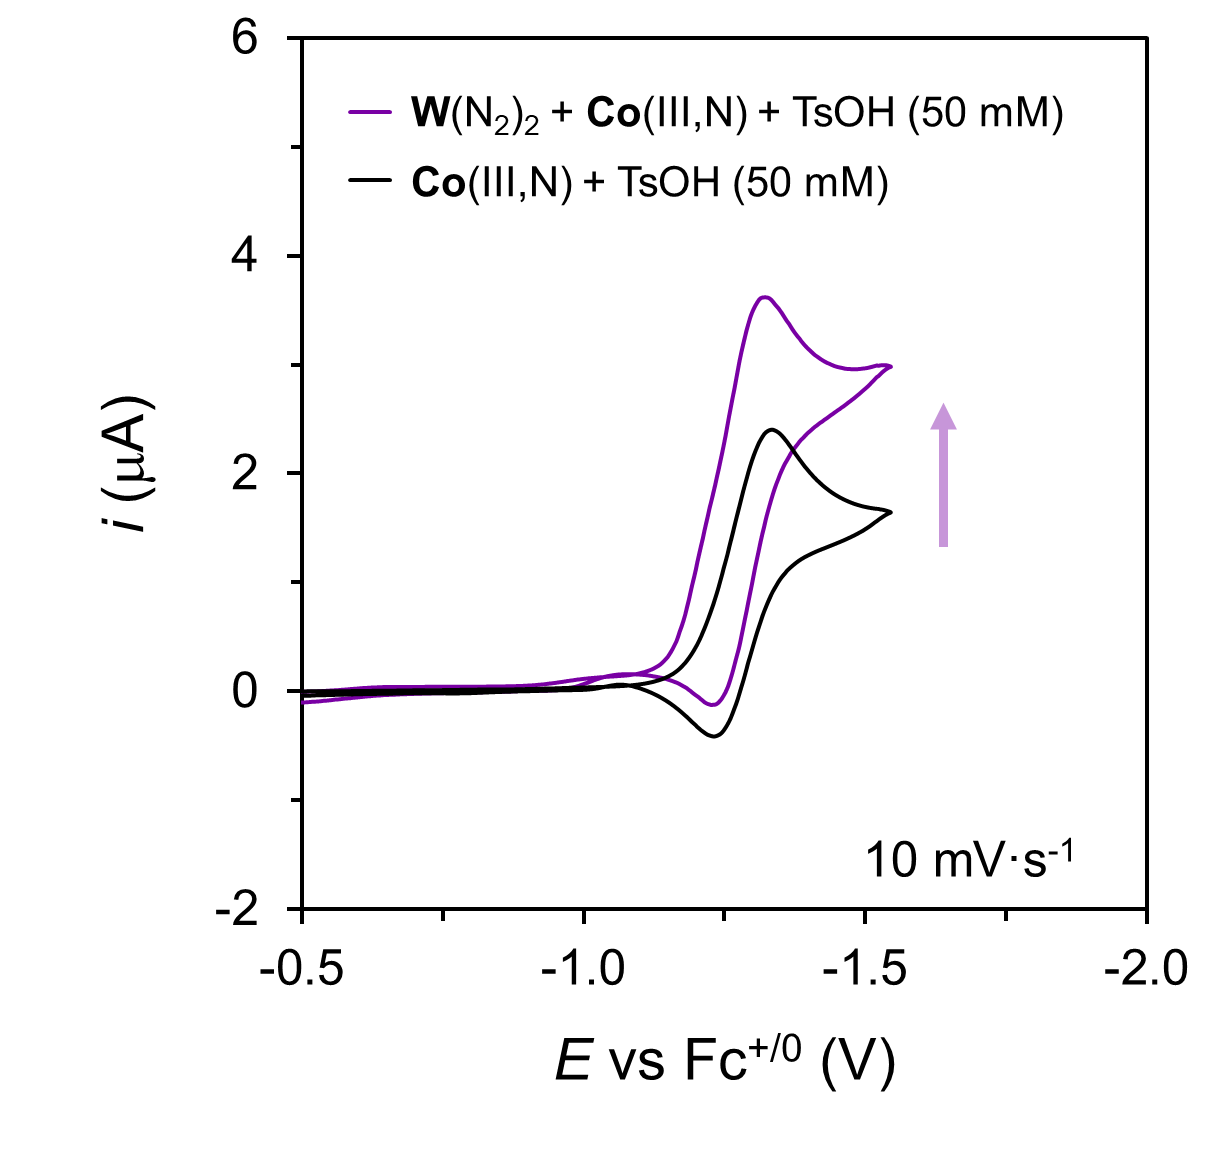 6
4
2
0
-2
i (μA)
W(N₂)₂ + Co(III,N) + TsOH (50 mM)
Co(III,N) + TsOH (50 mM)
10 mV·s⁻¹
-0.5 -1.0 -1.5 -2.0
E vs Fc⁺/⁰ (V)